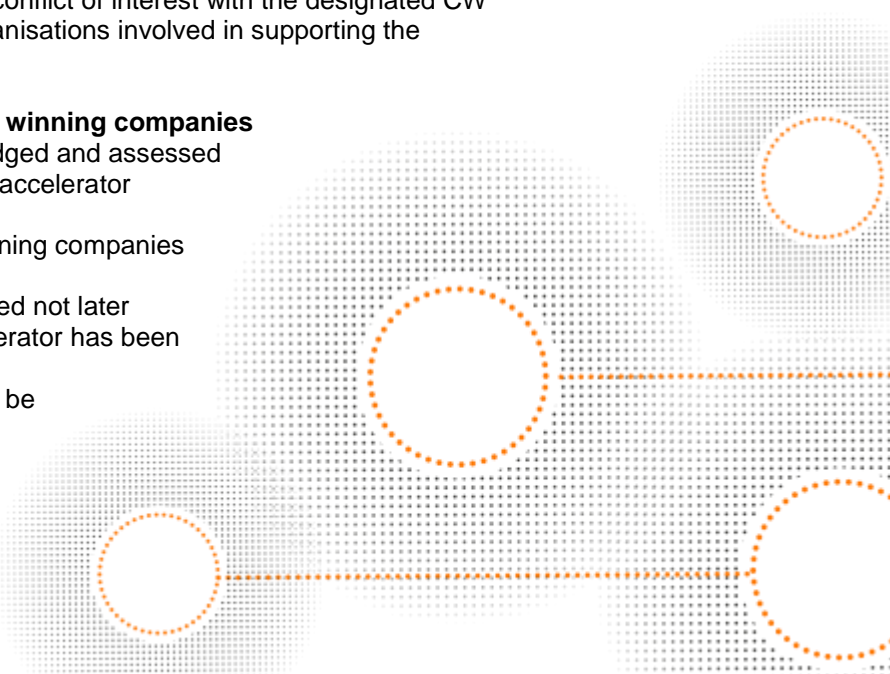 conflict of interest with the designated CW
anisations involved in supporting the
winning companies
dged and assessed
accelerator
ning companies
ed not later
erator has been
be